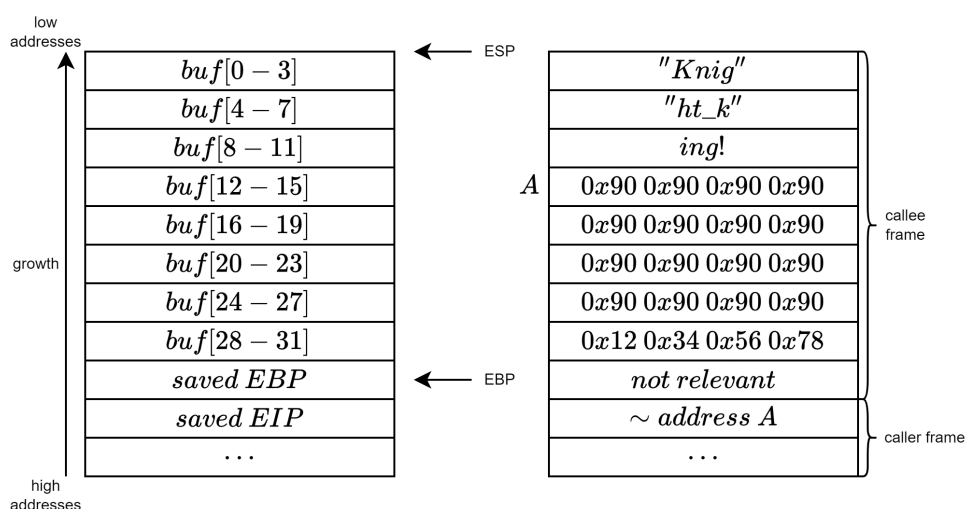 low
addresses
ESP
buf[0 − 3]
"Knig"
buf[4 − 7]
"ht_k"
buf[8 − 11]
ing!
buf[12 − 15]
A
0x90 0x90 0x90 0x90
buf[16 − 19]
0x90 0x90 0x90 0x90
callee
frame
growth
buf[20 − 23]
0x90 0x90 0x90 0x90
buf[24 − 27]
0x90 0x90 0x90 0x90
buf[28 − 31]
0x12 0x34 0x56 0x78
saved EBP
EBP
not relevant
saved EIP
∼ address A
caller frame
...
...
high
addresses